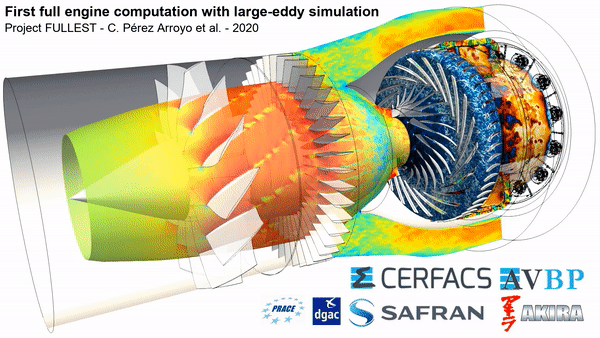 First full engine computation with large-eddy simulation
Project FULLEST - C. Pérez Arroyo et al. - 2020
CERFACS AVBP
PRACE dgac SAFRAN AKIRA